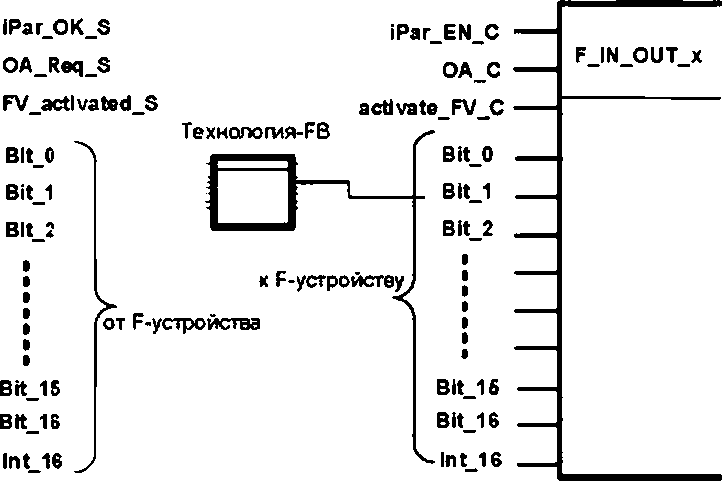 iPar_OK_S
OA_Req_S
FV_activated_S
Bit_0
Bit_1
Bit_2
от F-устройства
Bit_15
Bit_16
Int_16
Технология-FB
iPar_EN_C
OA_C
activate_FV_C
Bit_0
Bit_1
Bit_2
к F-устройству
Bit_15
Bit_16
Int_16
F_IN_OUT_x